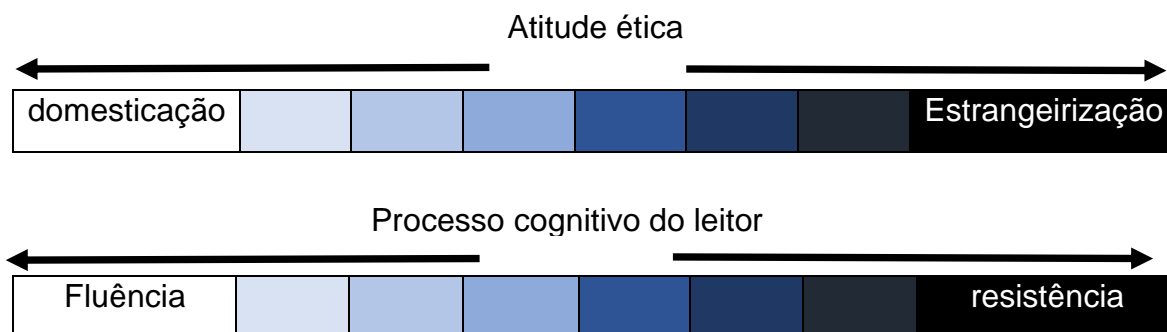 Atitude ética
domesticação Estrangeirização
Processo cognitivo do leitor
Fluência resistência